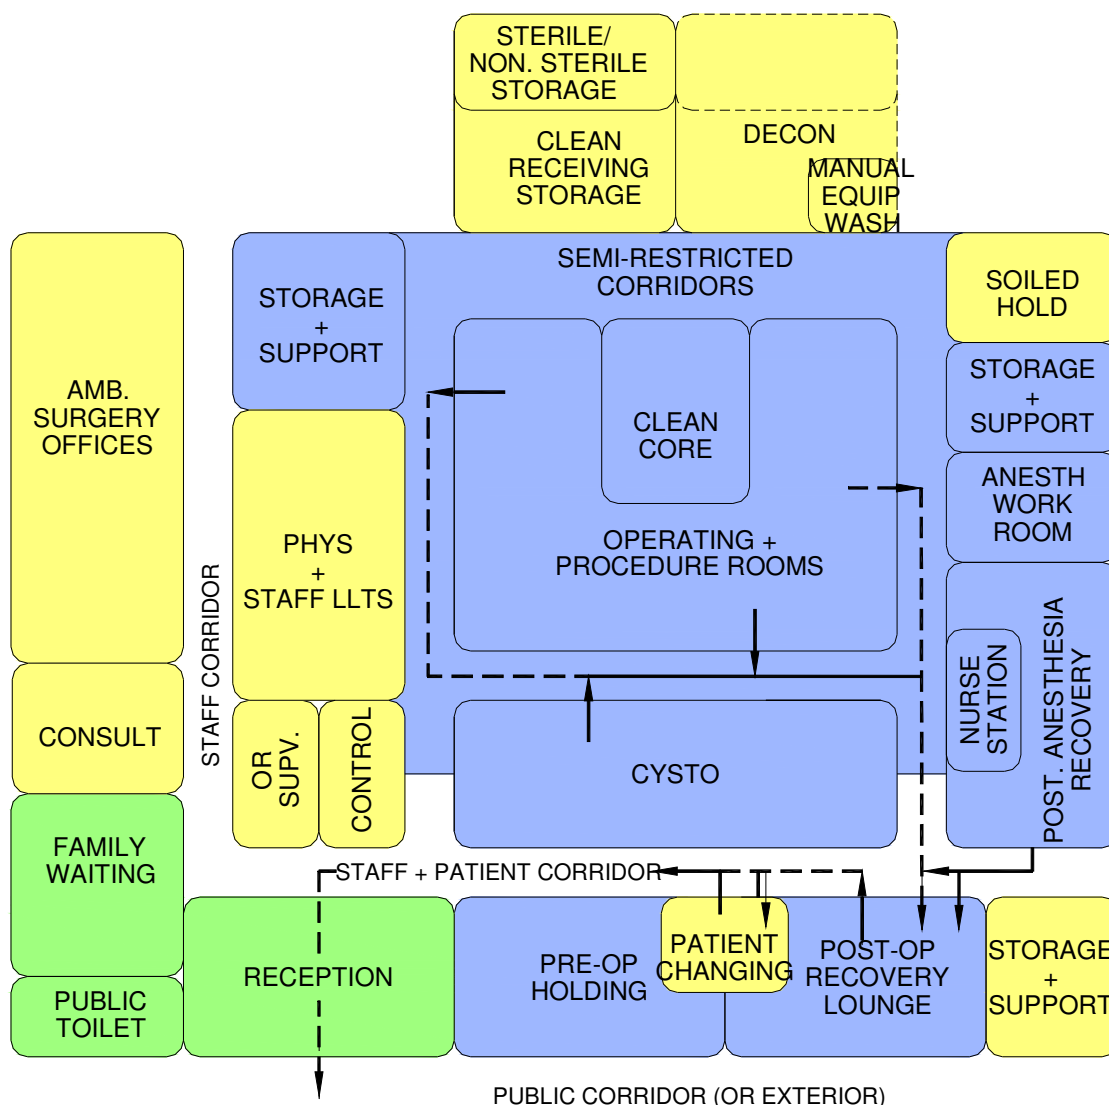 STERILE/
NON. STERILE
STORAGE
CLEAN
RECEIVING
STORAGE
DECON
MANUAL
EQUIP
WASH
SEMI-RESTRICTED
CORRIDORS
STORAGE
+
SUPPORT
SOILED
HOLD
AMB.
SURGERY
OFFICES
STORAGE
+
SUPPORT
CLEAN
CORE
ANESTH
WORK
ROOM
PHYS
+
STAFF LLTS
OPERATING +
PROCEDURE ROOMS
STAFF CORRIDOR
NURSE
STATION
POST. ANESTHESIA
RECOVERY
CONSULT
OR
SUPV.
CONTROL
CYSTO
FAMILY
WAITING
STAFF + PATIENT CORRIDOR
RECEPTION
PRE-OP
HOLDING
PATIENT
CHANGING
POST-OP
RECOVERY
LOUNGE
STORAGE
+
SUPPORT
PUBLIC
TOILET
PUBLIC CORRIDOR (OR EXTERIOR)